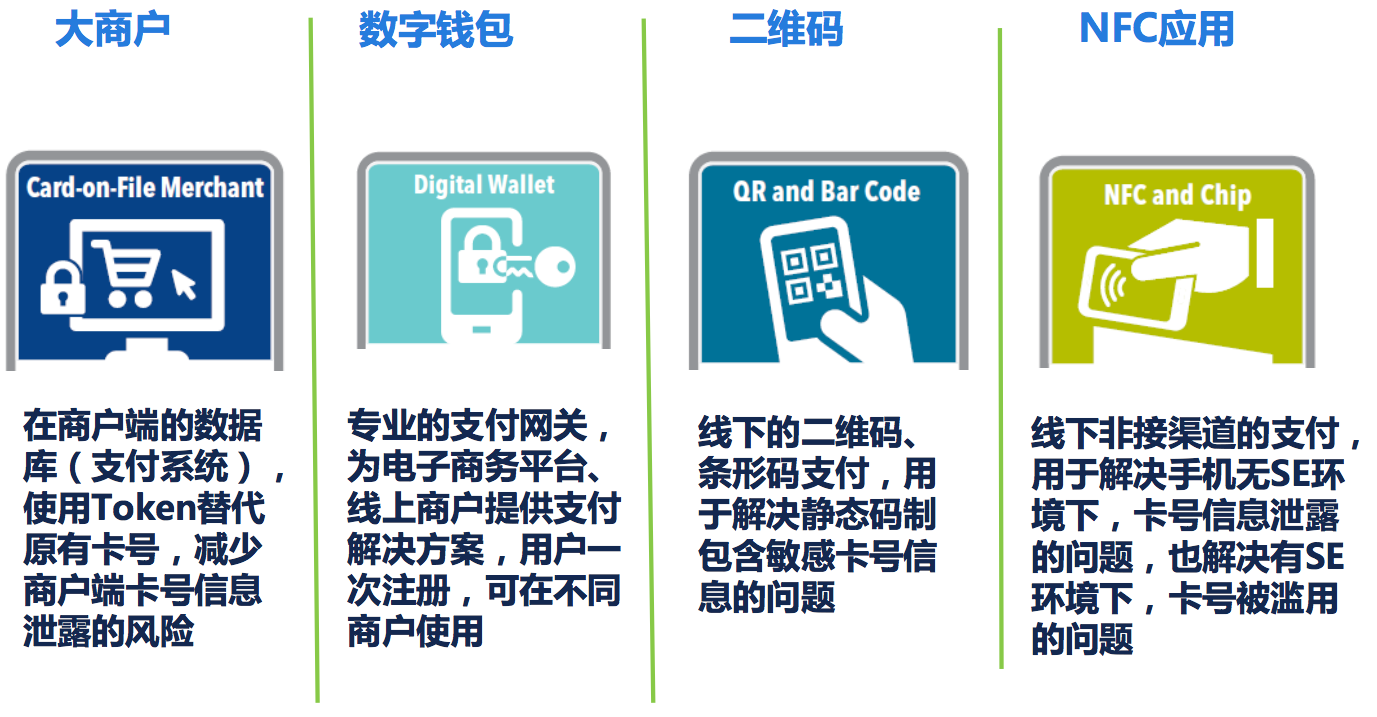 大商户
Card-on-File Merchant
在商户端的数据
库（支付系统），
使用Token替代
原有卡号，减少
商户端卡号信息
泄露的风险
数字钱包
Digital Wallet
专业的支付网关，
为电子商务平台、
线上商户提供支付
解决方案，用户一
次注册，可在不同
商户使用
二维码
QR and Bar Code
线下的二维码、
条形码支付，用
于解决静态码制
包含敏感卡号信
息的问题
NFC应用
NFC and Chip
线下非接渠道的支付，
用于解决手机无SE环
境下，卡号信息泄露
的问题，也解决有SE
环境下，卡号被滥用
的问题